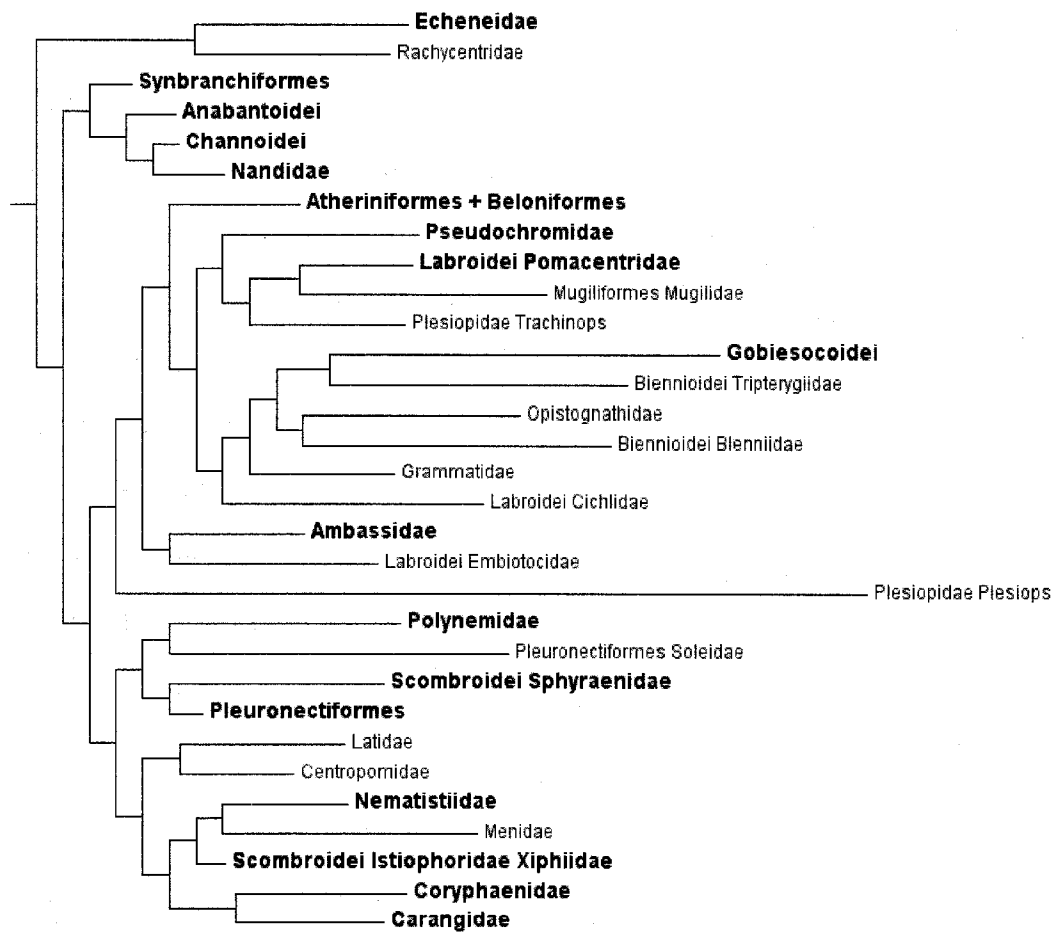 Echeneidae
Rachycentridae
Synbranchiformes
Anabantoidei
Channoidei
Nandidae
Atheriniformes + Beloniformes
Pseudochromidae
Labroidei Pomacentridae
Mugiliformes Mugilidae
Plesiopidae Trachinops
Gobiesocoidei
Biennioidei Tripterygiidae
Opistognathidae
Biennioidei Blenniidae
Grammatidae
Labroidei Cichlidae
Ambassidae
Labroidei Embiotocidae
Plesiopidae Plesiops
Polynemidae
Pleuronectiformes Soleidae
Scombroidei Sphyraenidae
Pleuronectiformes
Latidae
Centropomidae
Nematistiidae
Menidae
Scombroidei Istiophoridae Xiphiidae
Coryphaenidae
Carangidae